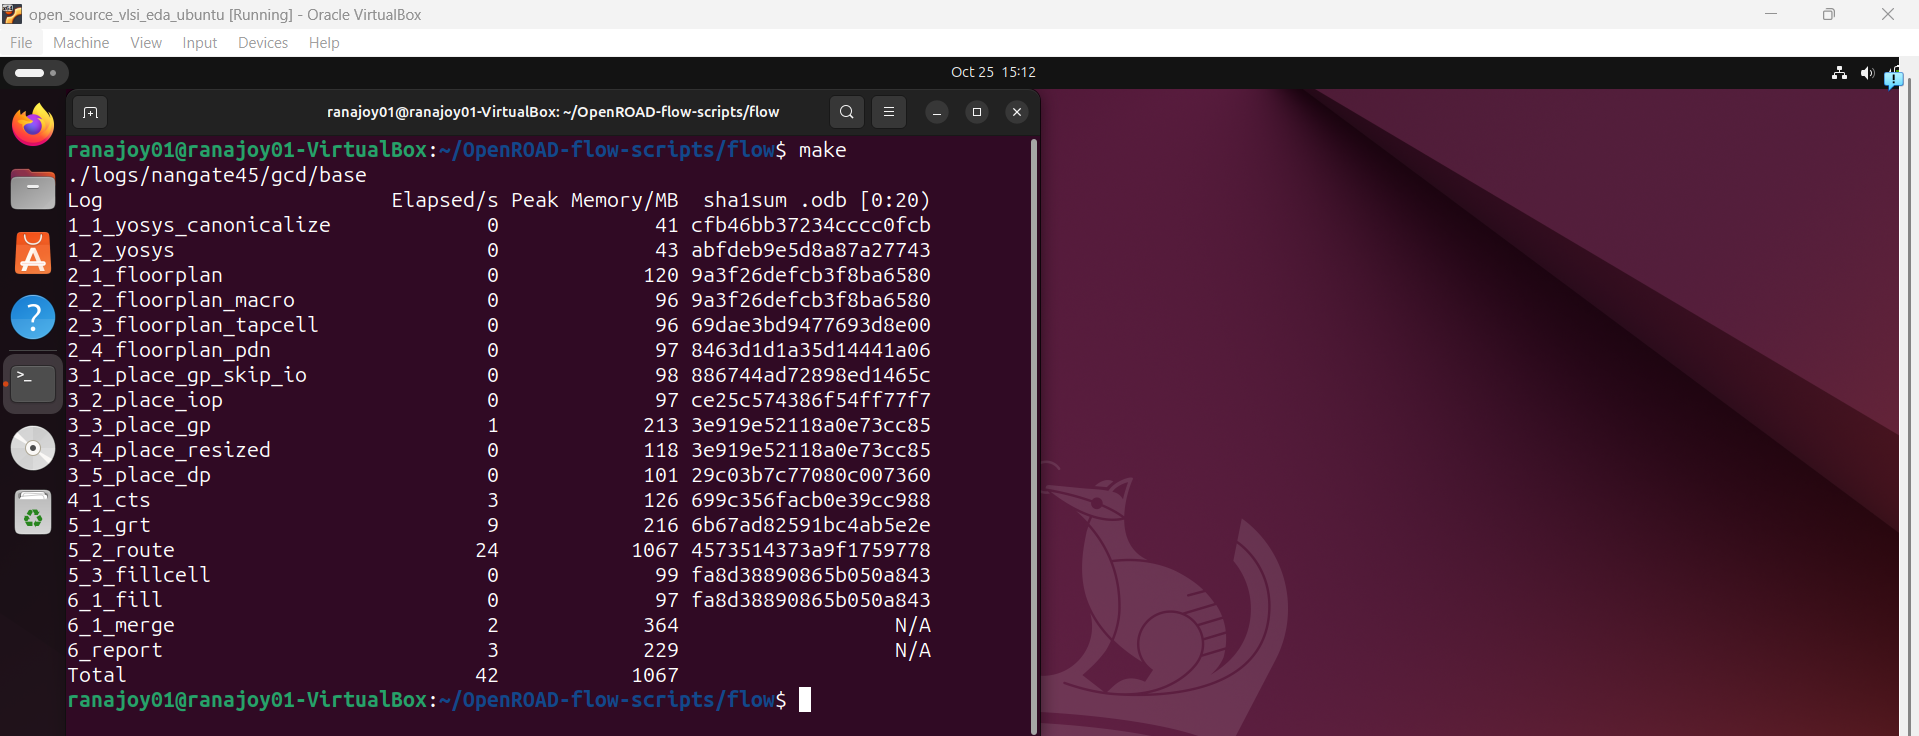 open_source_vlsi_eda_ubuntu [Running] - Oracle VirtualBox
File Machine View Input Devices Help
Oct 25 15:12
ranajoy01@ranajoy01-VirtualBox: ~/OpenROAD-flow-scripts/flow
ranajoy01@ranajoy01-VirtualBox:~/OpenROAD-flow-scripts/flow$ make
./logs/nangate45/gcd/base
Log Elapsed/s Peak Memory/MB sha1sum .odb [0:20)
1_1_yosys_canonicalize 0 41 cfb46bb37234cccc0fcb
1_2_yosys 0 43 abfdeb9e5d8a87a27743
2_1_floorplan 0 120 9a3f26defcb3f8ba6580
2_2_floorplan_macro 0 96 9a3f26defcb3f8ba6580
2_3_floorplan_tapcell 0 96 69dae3bd9477693d8e00
2_4_floorplan_pdn 0 97 8463d1d1a35d14441a06
3_1_place_gp_skip_io 0 98 886744ad72898ed1465c
3_2_place_iop 0 97 ce25c574386f54ff77f7
3_3_place_gp 1 213 3e919e52118a0e73cc85
3_4_place_resized 0 118 3e919e52118a0e73cc85
3_5_place_dp 0 101 29c03b7c77080c007360
4_1_cts 3 126 699c356facb0e39cc988
5_1_grt 9 216 6b67ad82591bc4ab5e2e
5_2_route 24 1067 4573514373a9f1759778
5_3_fillcell 0 99 fa8d38890865b050a843
6_1_fill 0 97 fa8d38890865b050a843
6_1_merge 2 364 N/A
6_report 3 229 N/A
Total 42 1067
ranajoy01@ranajoy01-VirtualBox:~/OpenROAD-flow-scripts/flow$